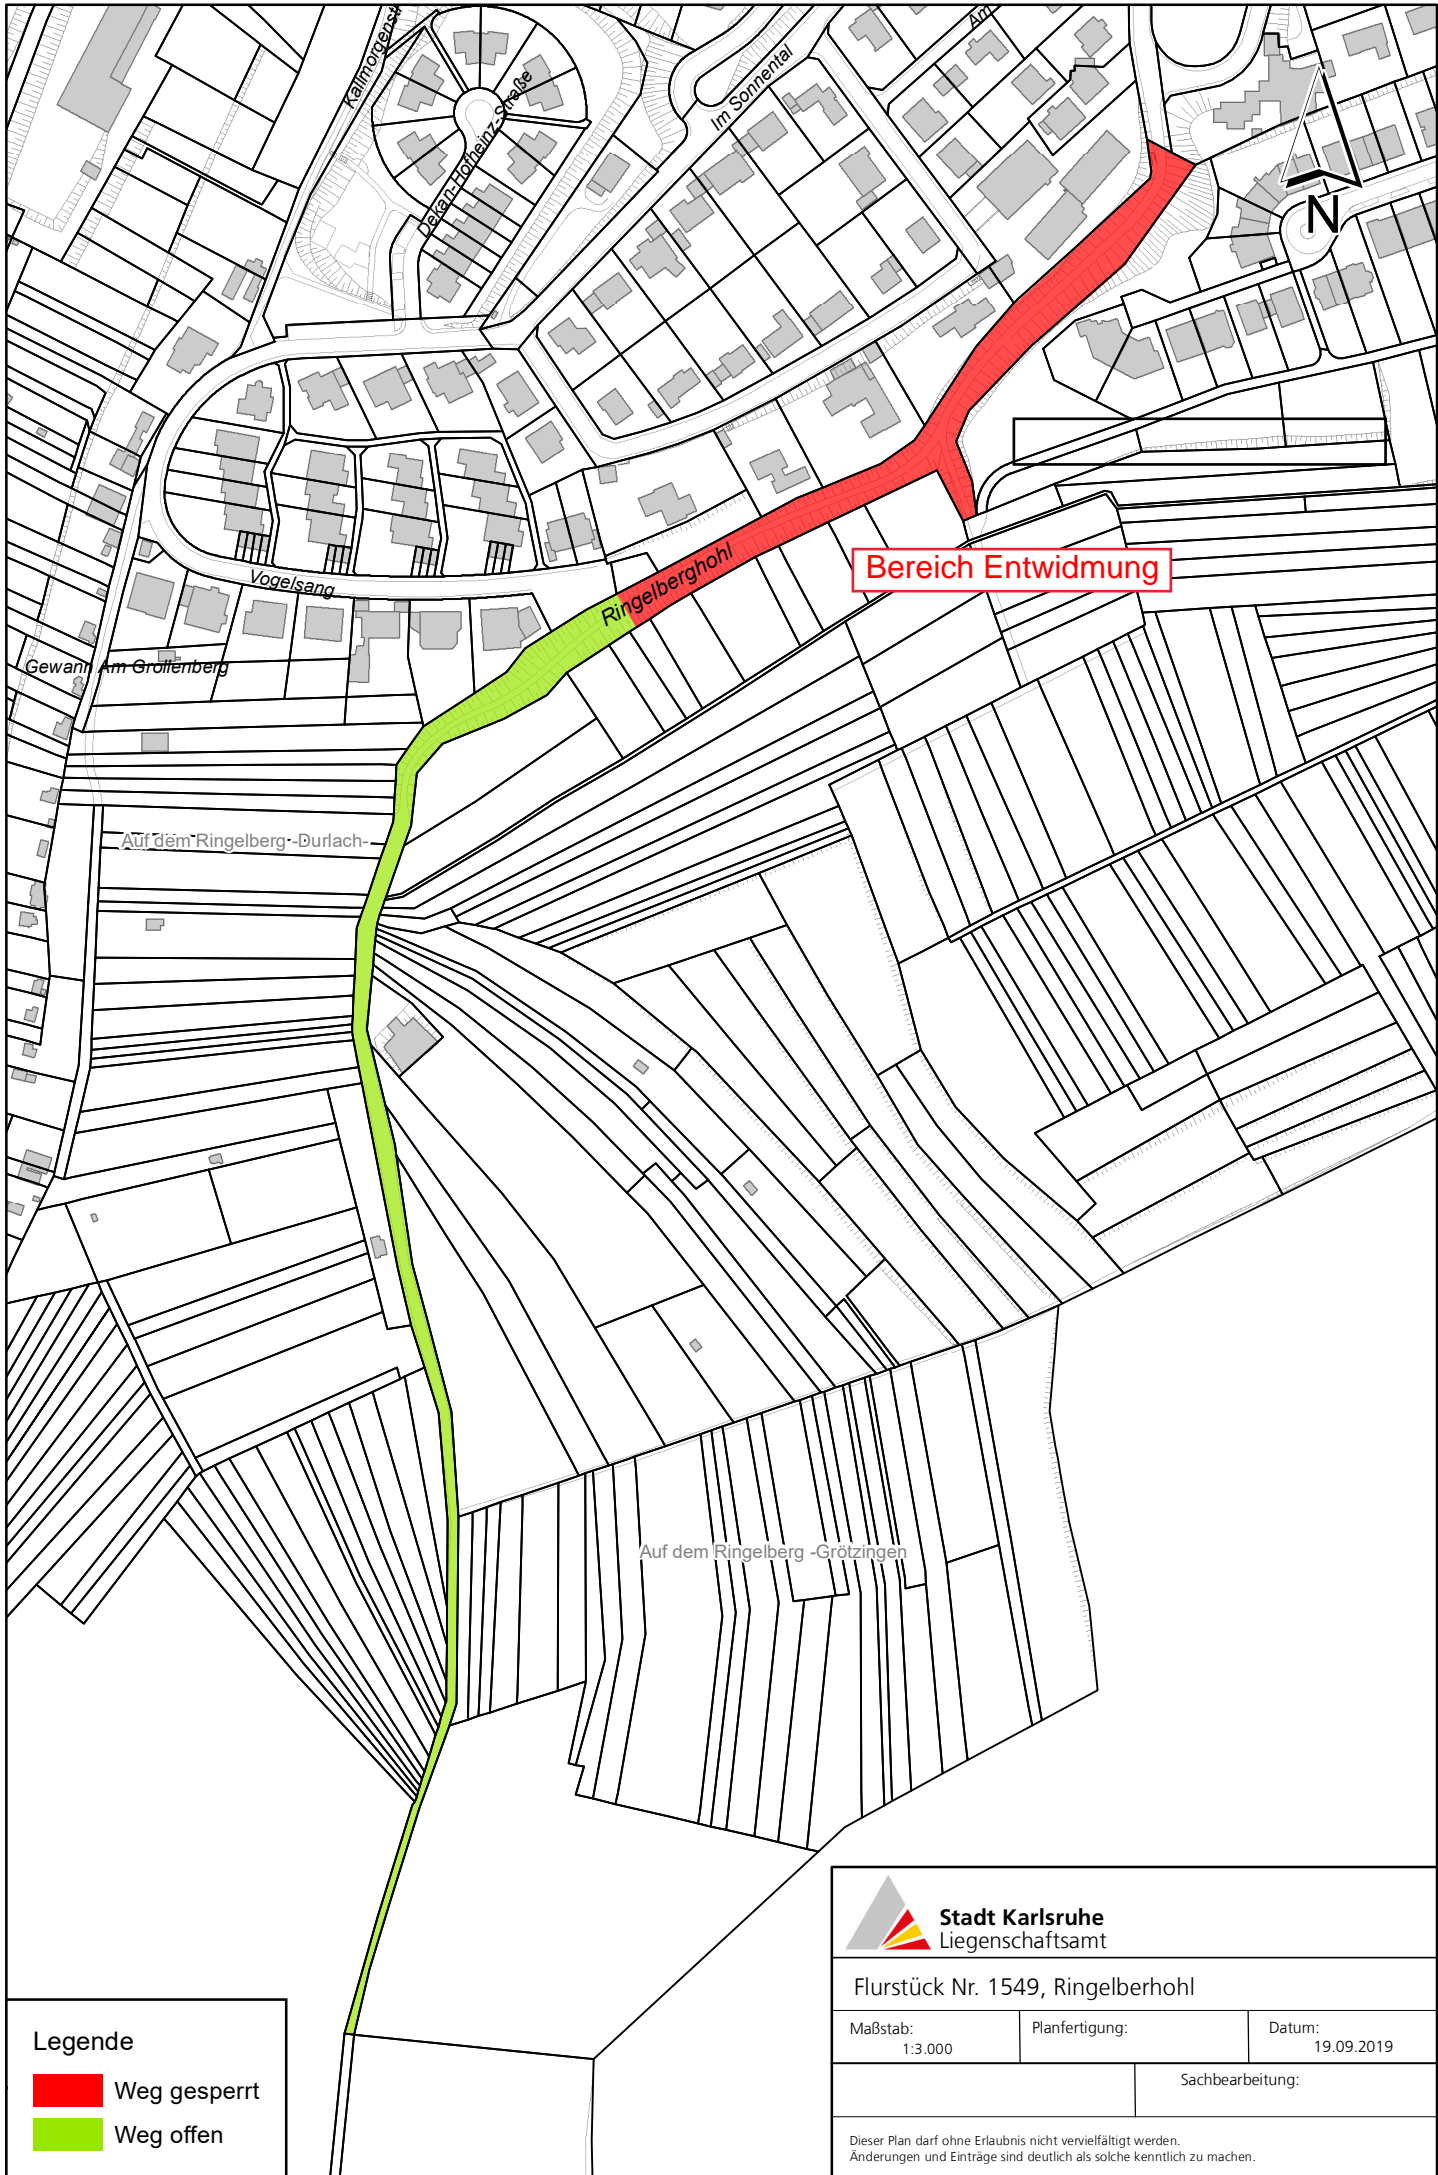 Kallmorgenstr
Dekan-Hofheinz-Straße
Im Sonnental
Am
N
Vogelsang
Ringelberghohl
Bereich Entwidmung
Gewann Am Grollenberg
Auf dem Ringelberg -Durlach-
Auf dem Ringelberg -Grötzingen
Stadt Karlsruhe
Liegenschaftsamt
Flurstück Nr. 1549, Ringelberhohl
Maßstab:
1:3.000
Planfertigung:
Datum:
19.09.2019
Sachbearbeitung:
Dieser Plan darf ohne Erlaubnis nicht vervielfältigt werden.
Änderungen und Einträge sind deutlich als solche kenntlich zu machen.
Legende
Weg gesperrt
Weg offen